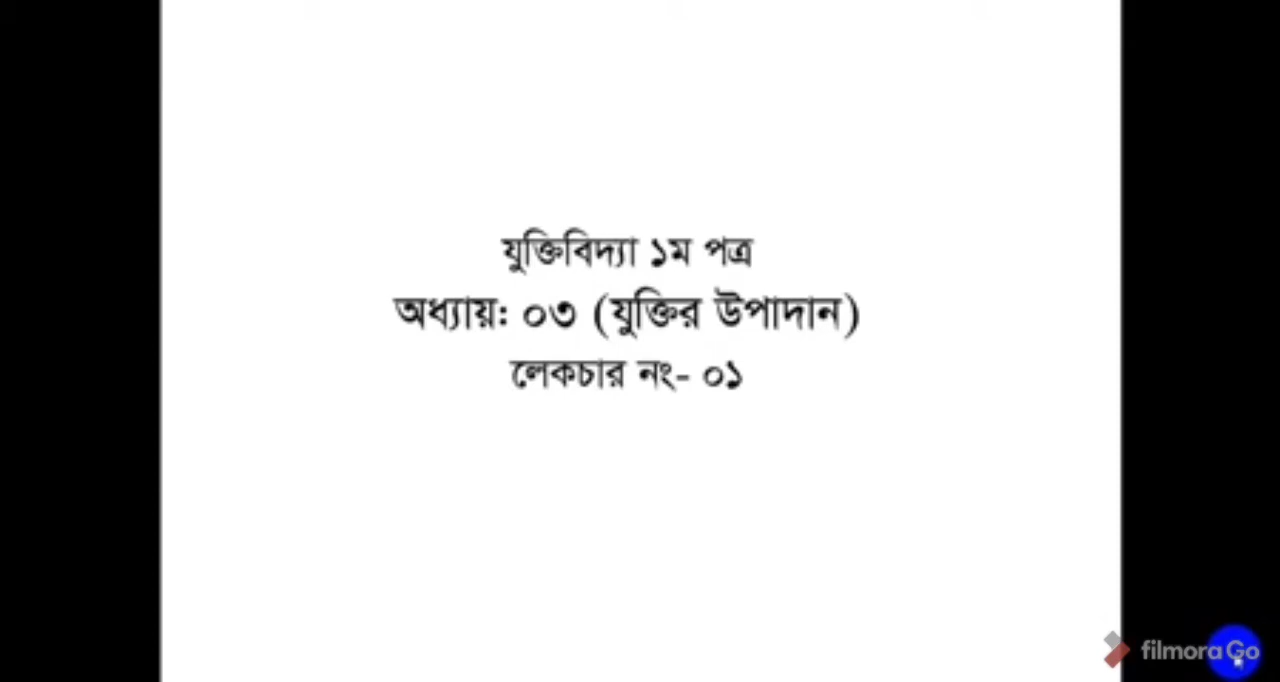 যুক্তিবিদ্যা ১ম পত্র
অধ্যায়: ০৩ (যুক্তির উপাদান)
লেকচার নং- ০১
filmoraGo